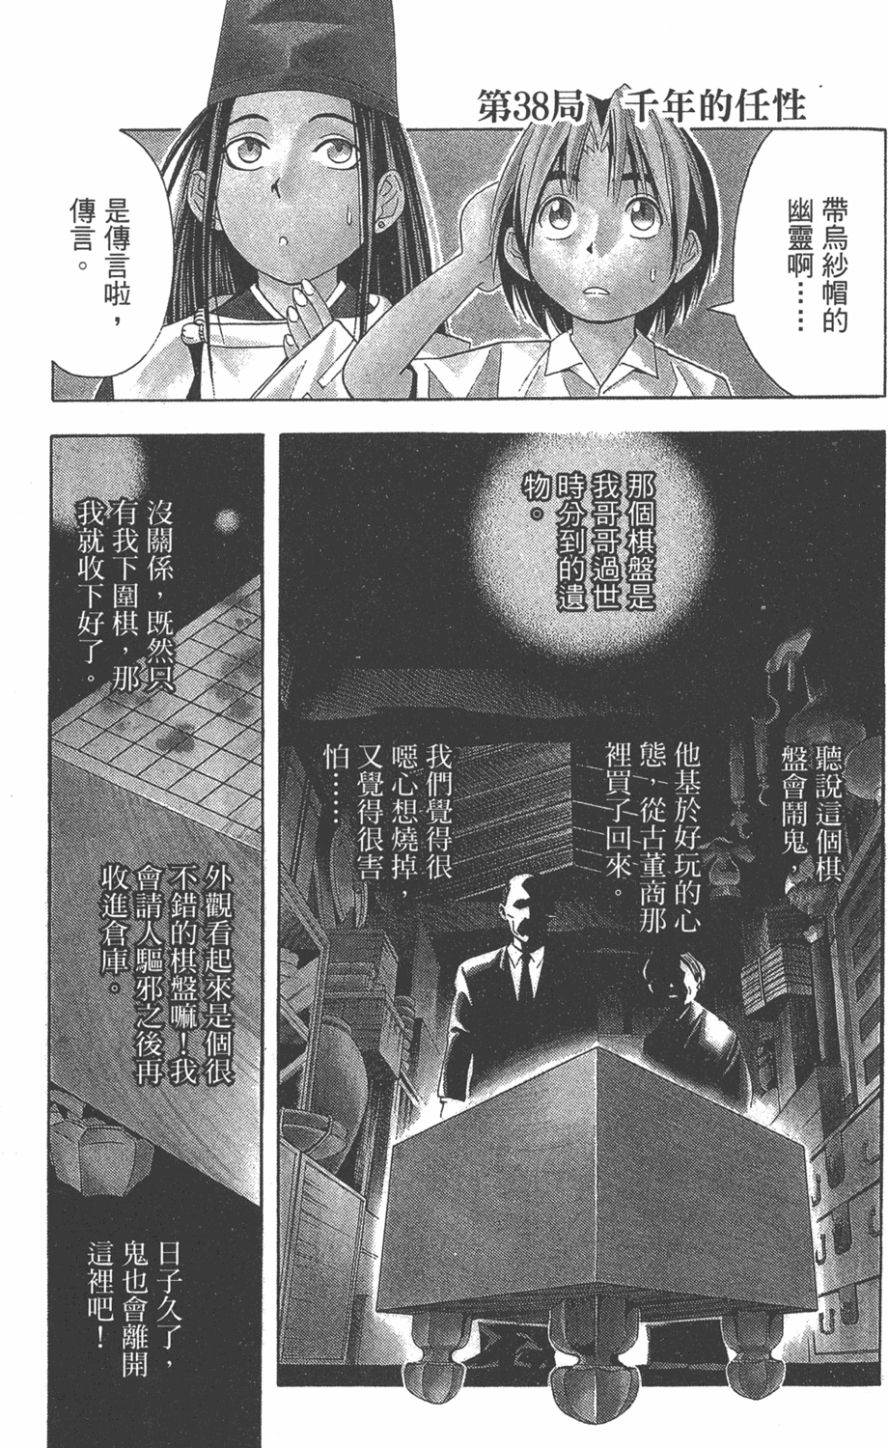 第38局 千年的任性
帶烏紗帽的
幽靈啊……
是傳言啦，
傳言。
那個棋盤是
我哥哥過世
時分到的遺
物。
聽說這個棋
盤會鬧鬼，
他基於好玩的心
態，從古董商那
裡買了回來。
我們覺得很
噁心想燒掉，
又覺得很害
怕……
沒關係，既然只
有我下圍棋，那
我就收下好了。
外觀看起來是個很
不錯的棋盤嘛！我
會請人驅邪之後再
收進倉庫。
日子久了，
鬼也會離開
這裡吧！